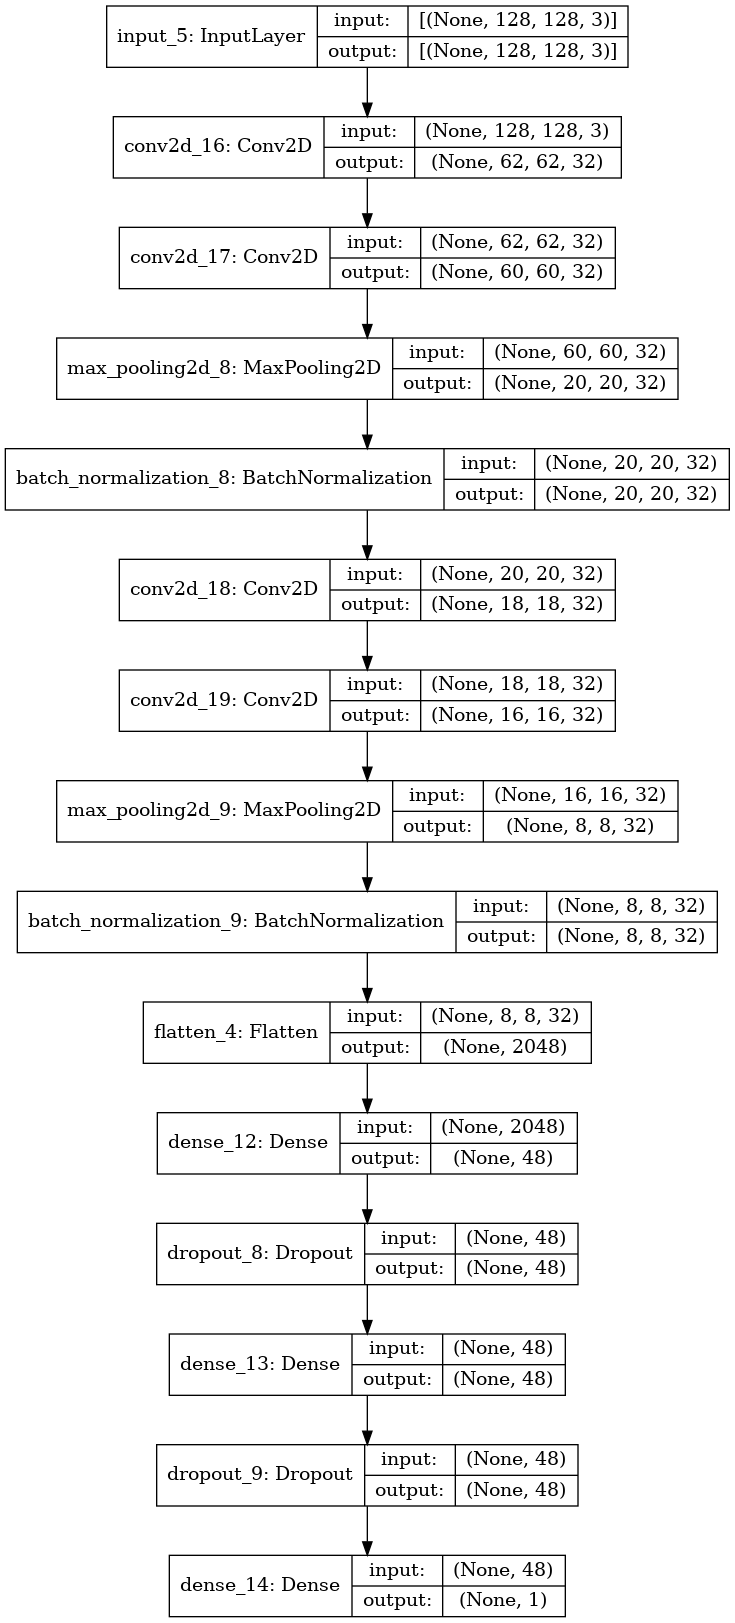 input_5: InputLayer
input: [(None, 128, 128, 3)]
output: [(None, 128, 128, 3)]
conv2d_16: Conv2D
input: (None, 128, 128, 3)
output: (None, 62, 62, 32)
conv2d_17: Conv2D
input: (None, 62, 62, 32)
output: (None, 60, 60, 32)
max_pooling2d_8: MaxPooling2D
input: (None, 60, 60, 32)
output: (None, 20, 20, 32)
batch_normalization_8: BatchNormalization
input: (None, 20, 20, 32)
output: (None, 20, 20, 32)
conv2d_18: Conv2D
input: (None, 20, 20, 32)
output: (None, 18, 18, 32)
conv2d_19: Conv2D
input: (None, 18, 18, 32)
output: (None, 16, 16, 32)
max_pooling2d_9: MaxPooling2D
input: (None, 16, 16, 32)
output: (None, 8, 8, 32)
batch_normalization_9: BatchNormalization
input: (None, 8, 8, 32)
output: (None, 8, 8, 32)
flatten_4: Flatten
input: (None, 8, 8, 32)
output: (None, 2048)
dense_12: Dense
input: (None, 2048)
output: (None, 48)
dropout_8: Dropout
input: (None, 48)
output: (None, 48)
dense_13: Dense
input: (None, 48)
output: (None, 48)
dropout_9: Dropout
input: (None, 48)
output: (None, 48)
dense_14: Dense
input: (None, 48)
output: (None, 1)